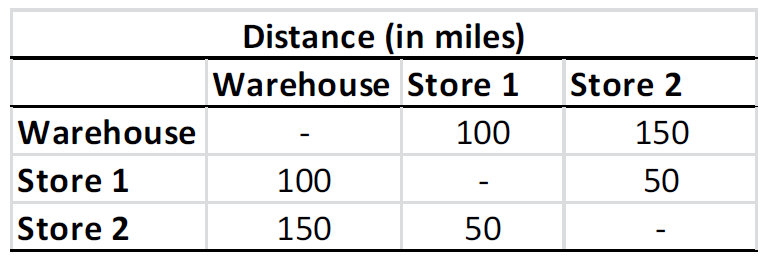 Distance (in miles)
Warehouse Store 1 Store 2
Warehouse - 100 150
Store 1 100 - 50
Store 2 150 50 -